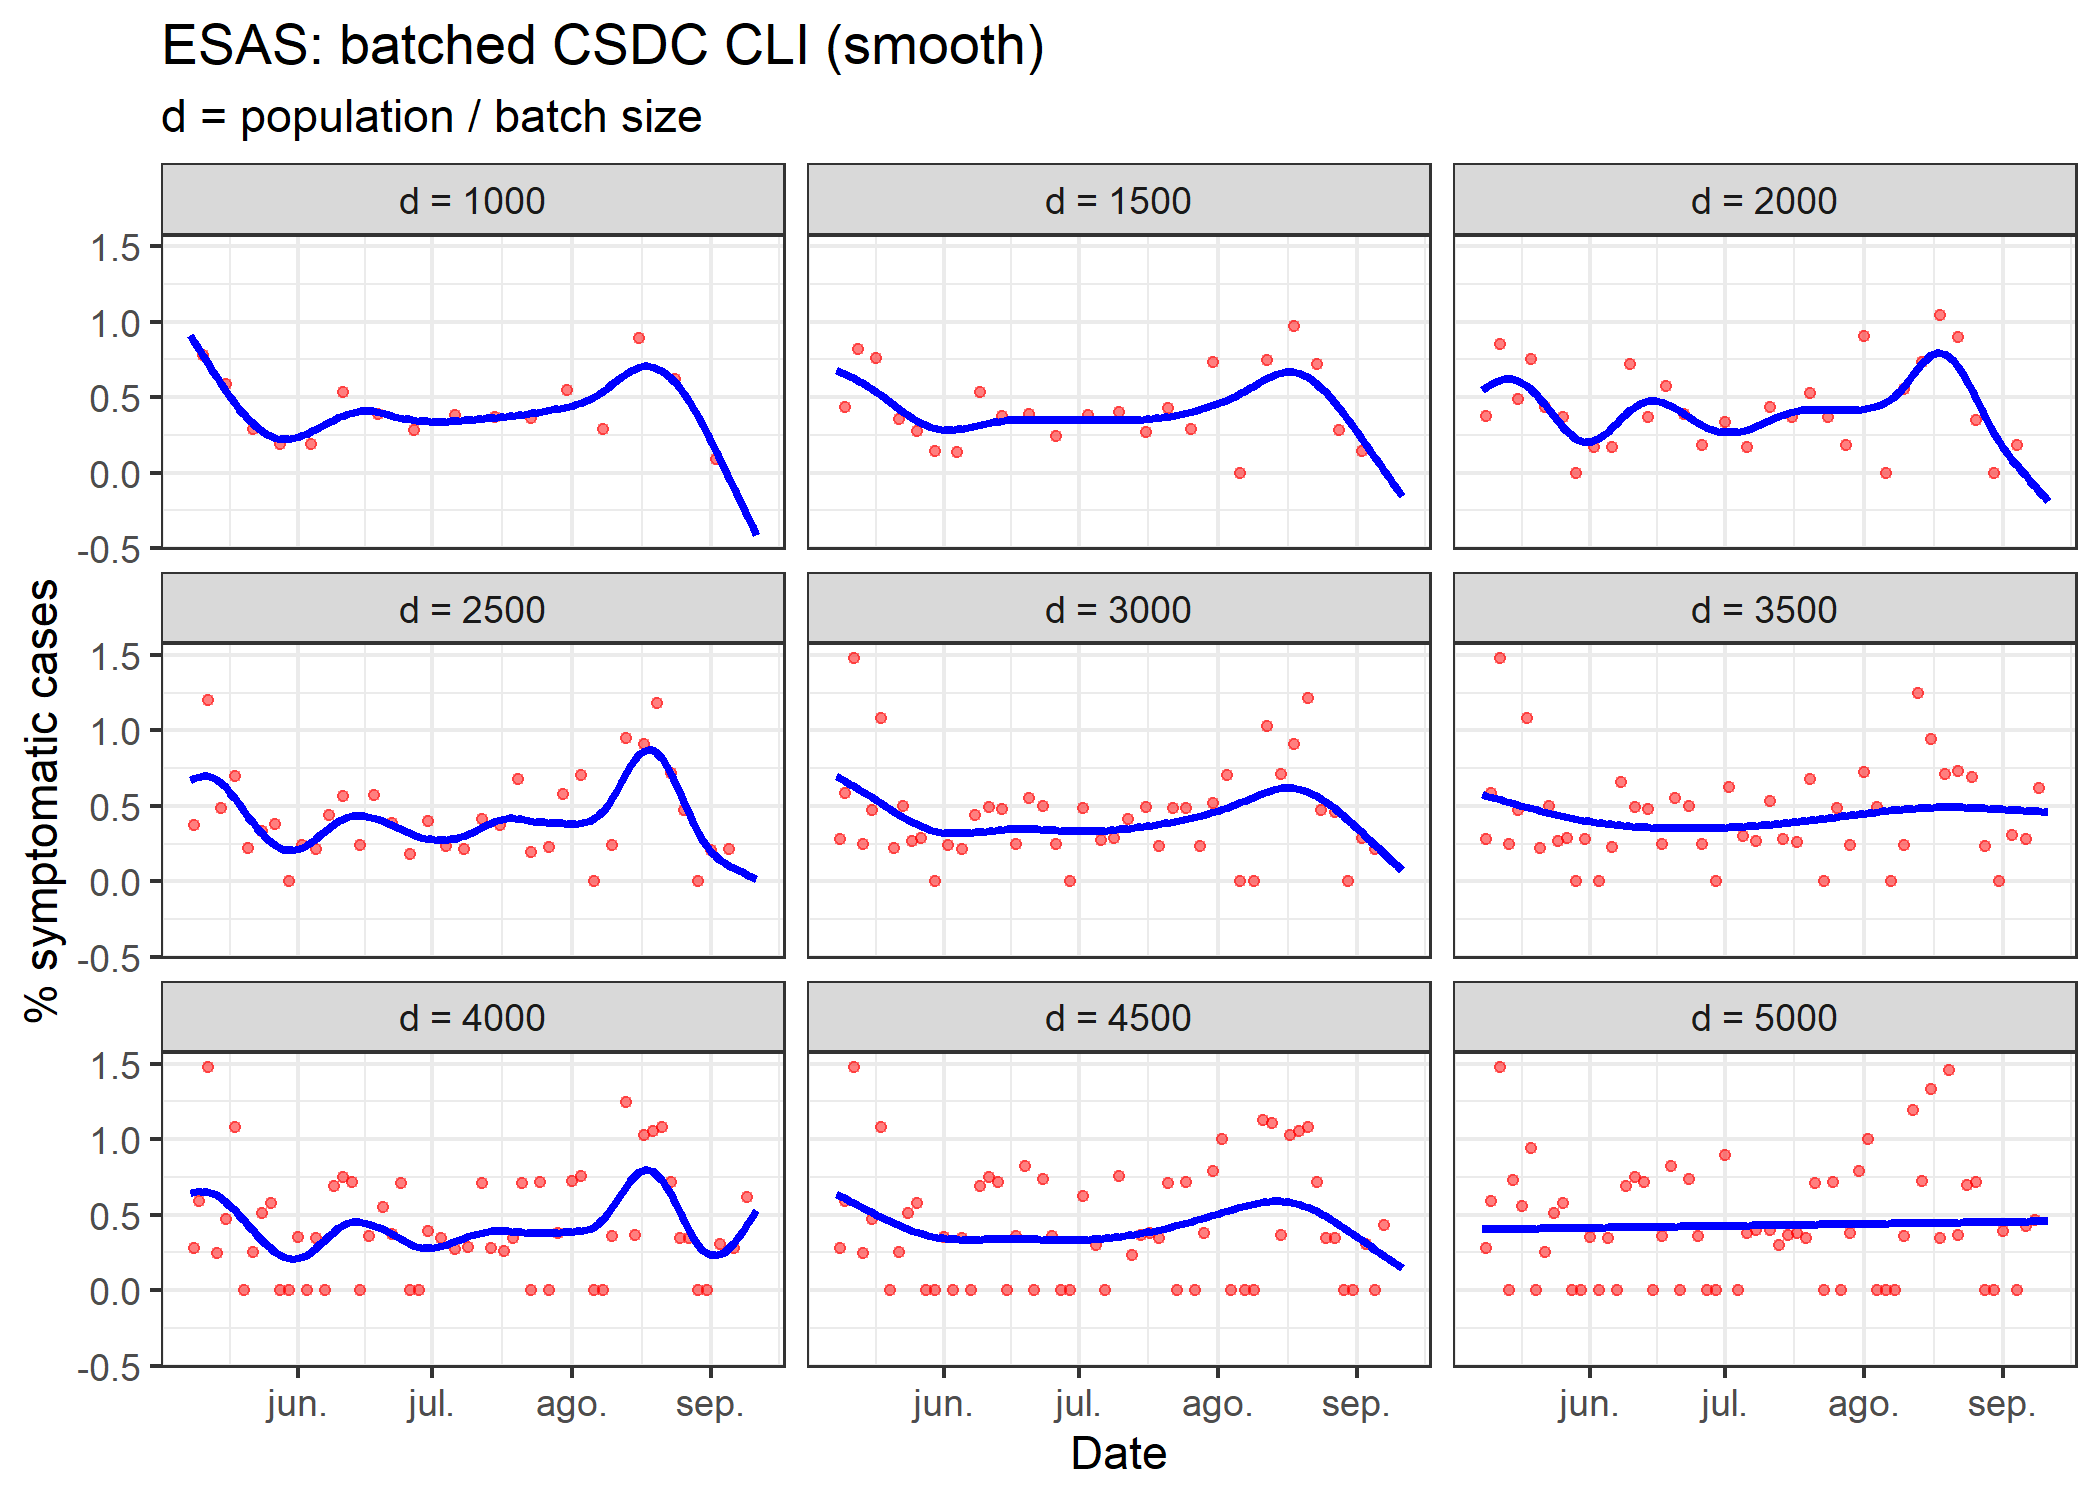 ESAS: batched CSDC CLI (smooth)
d = population / batch size
d = 1000
d = 1500
d = 2000
1.5
1.0
0.5
0.0
-0.5
d = 2500
d = 3000
d = 3500
1.5
1.0
0.5
0.0
-0.5
% symptomatic cases
d = 4000
d = 4500
d = 5000
1.5
1.0
0.5
0.0
-0.5
jun. jul. ago. sep.
jun. jul. ago. sep.
jun. jul. ago. sep.
Date